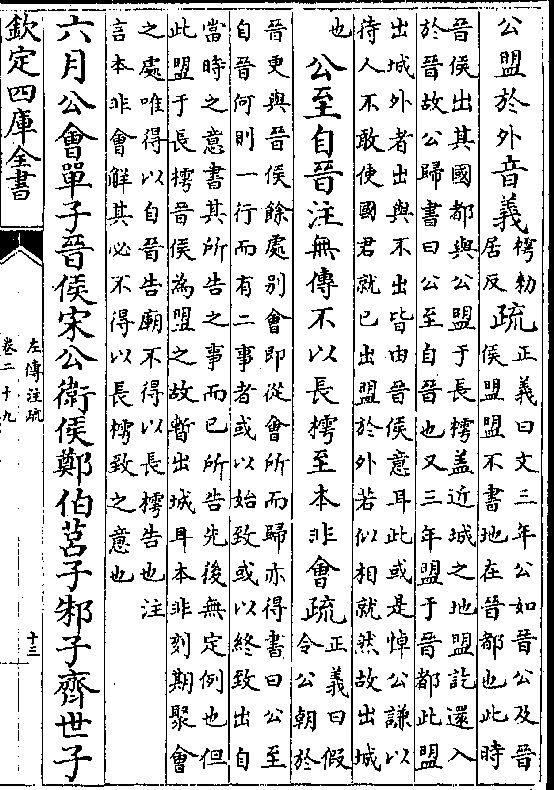 公盟於外音義樗勑居反疏正義曰文三年公如晉公及晉侯盟盟不書地在晉都也此時
晉侯出其國都與公盟于長樗蓋近城之地盟訖還入
於晉故公歸書曰公至自晉也又三年盟于晉都此盟
出城外者出與不出皆由晉侯意耳此或是悼公謙以
待人不敢使國君就已出盟於外若似相就然故出城
也 公至自晉注無傳不以長樗至本非會疏正義曰假令公朝於
晉更與晉侯餘處别會即從會所而歸亦得書曰公至
自晉何則一行而有二事者或以始致或以終致出自
當時之意書其所告之事而已所告先後無定例也但
此盟于長樗晉侯為盟之故暫出城耳本非刻期聚會
之處唯得以自晉告廟不得以長樗告也注
言本非會解其必不得以長樗致之意也
六月公會單子晉侯宋公衛侯鄭伯莒子邾子齊世子
欽定四庫全書
左傳注疏
卷二十九
十三